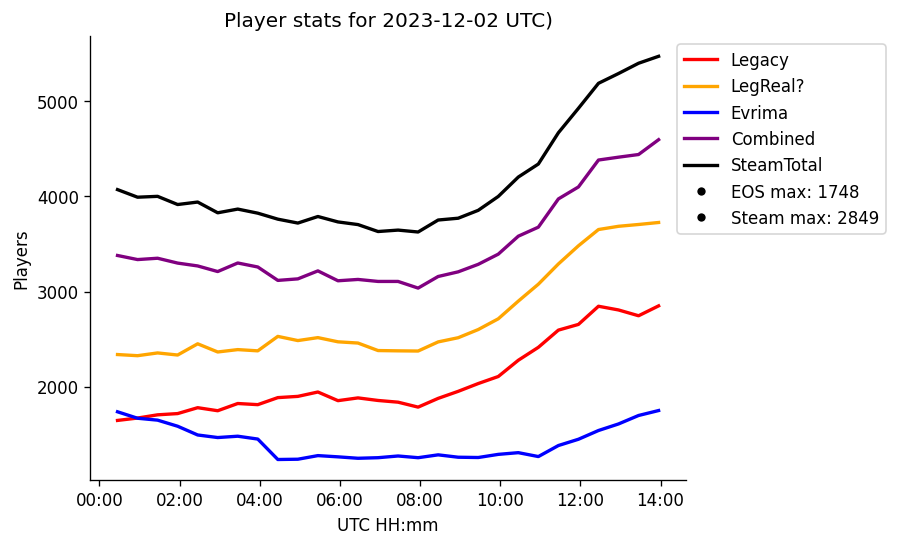 Player stats for 2023-12-02 UTC)
Legacy
LegReal?
Evrima
Combined
SteamTotal
EOS max: 1748
Steam max: 2849
Players
5000
4000
3000
2000
00:00 02:00 04:00 06:00 08:00 10:00 12:00 14:00
UTC HH:mm